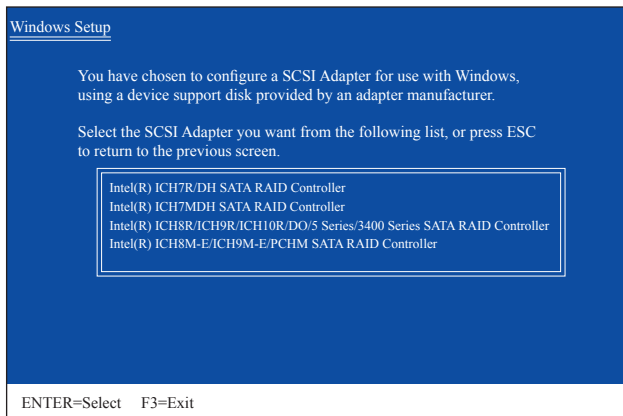 Windows Setup
You have chosen to configure a SCSI Adapter for use with Windows,
using a device support disk provided by an adapter manufacturer.
Select the SCSI Adapter you want from the following list, or press ESC
to return to the previous screen.
Intel(R) ICH7R/DH SATA RAID Controller
Intel(R) ICH7MDH SATA RAID Controller
Intel(R) ICH8R/ICH9R/ICH10R/DO/5 Series/3400 Series SATA RAID Controller
Intel(R) ICH8M-E/ICH9M-E/PCHM SATA RAID Controller
ENTER=Select F3=Exit